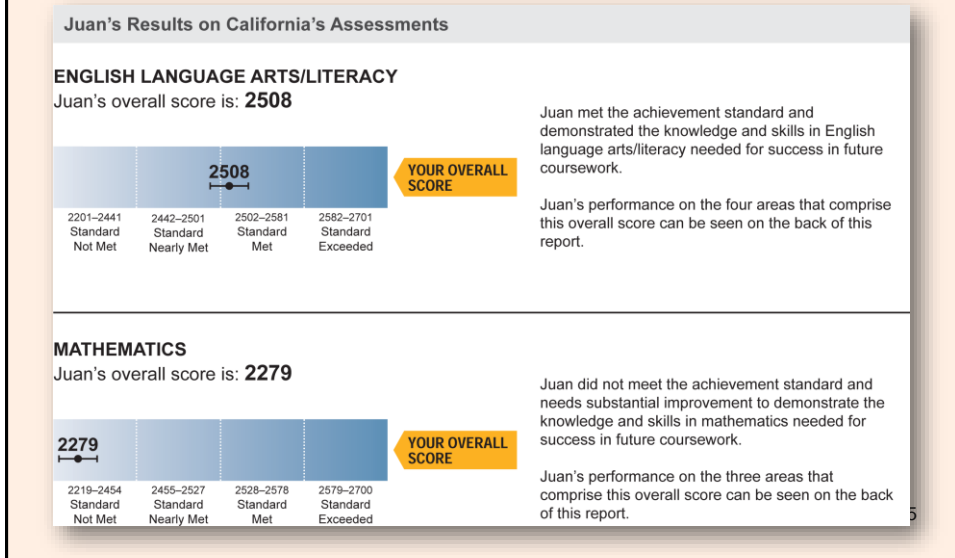 Juan's Results on California's Assessments
ENGLISH LANGUAGE ARTS/LITERACY
Juan's overall score is: 2508
2508
YOUR OVERALL
SCORE
2201–2441
Standard
Not Met
2442–2501
Standard
Nearly Met
2502–2581
Standard
Met
2582–2701
Standard
Exceeded
Juan met the achievement standard and
demonstrated the knowledge and skills in English
language arts/literacy needed for success in future
coursework.
Juan's performance on the four areas that comprise
this overall score can be seen on the back of this
report.
MATHEMATICS
Juan's overall score is: 2279
2279
YOUR OVERALL
SCORE
2219–2454
Standard
Not Met
2455–2527
Standard
Nearly Met
2528–2578
Standard
Met
2579–2700
Standard
Exceeded
Juan did not meet the achievement standard and
needs substantial improvement to demonstrate the
knowledge and skills in mathematics needed for
success in future coursework.
Juan's performance on the three areas that
comprise this overall score can be seen on the back
of this report.
5